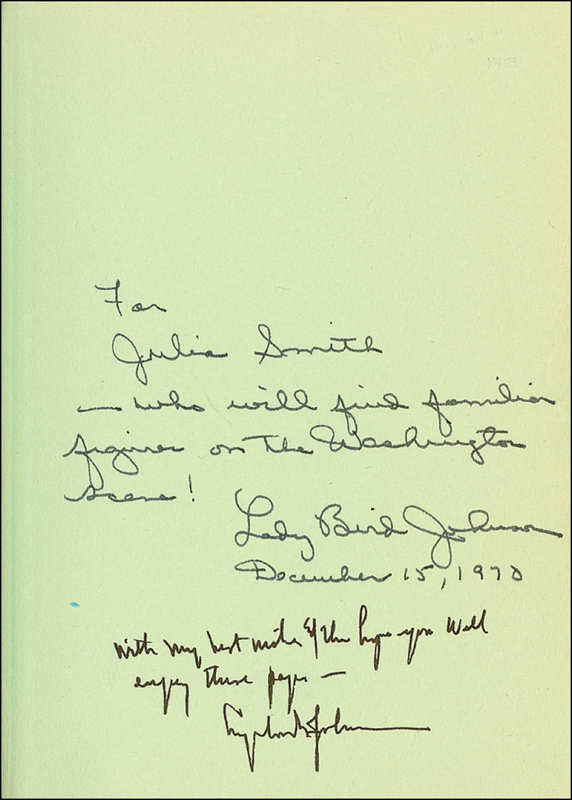 For
Julia Smith
— who will find familiar
figures on the Washington
scene!
Lady Bird Johnson
December 15, 1970
with my best wishes & the hope you will
enjoy these pages —
Lyndon B. Johnson